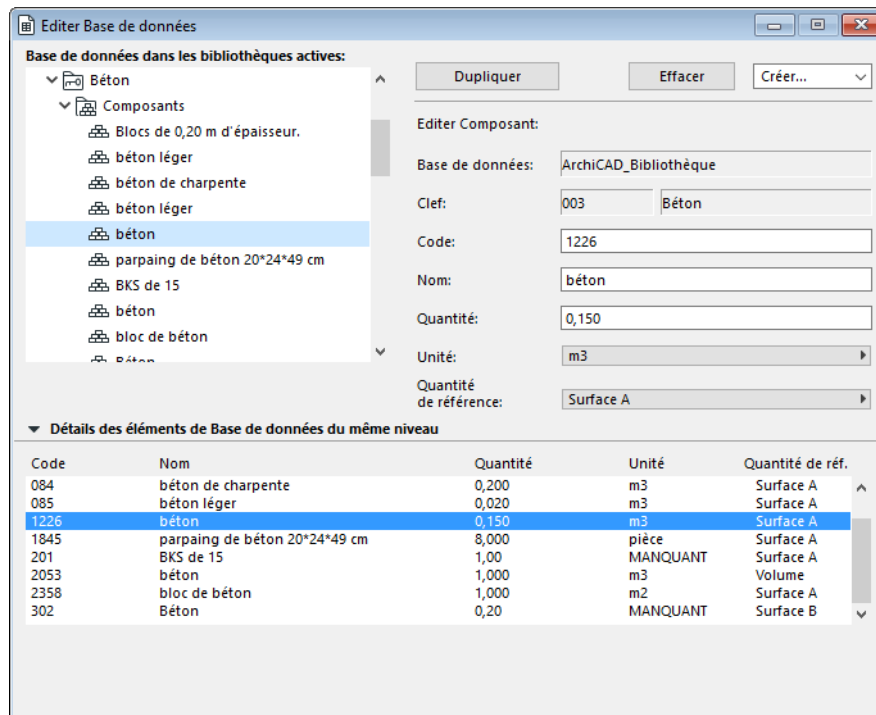 Editer Base de données
Base de données dans les bibliothèques actives:
Béton
Composants
Blocs de 0,20 m d'épaisseur.
béton léger
béton de charpente
béton léger
béton
parpaing de béton 20*24*49 cm
BKS de 15
béton
bloc de béton
Béton
Dupliquer Effacer Créer...
Editer Composant:
Base de données: ArchiCAD_Bibliothèque
Clef: 003 Béton
Code: 1226
Nom: béton
Quantité: 0,150
Unité: m3
Quantité
de référence: Surface A
Détails des éléments de Base de données du même niveau
Code Nom Quantité Unité Quantité de réf.
084 béton de charpente 0,200 m3 Surface A
085 béton léger 0,020 m3 Surface A
1226 béton 0,150 m3 Surface A
1845 parpaing de béton 20*24*49 cm 8,000 pièce Surface A
201 BKS de 15 1,00 MANQUANT Surface A
2053 béton 1,000 m3 Volume
2358 bloc de béton 1,000 m2 Surface A
302 Béton 0,20 MANQUANT Surface B